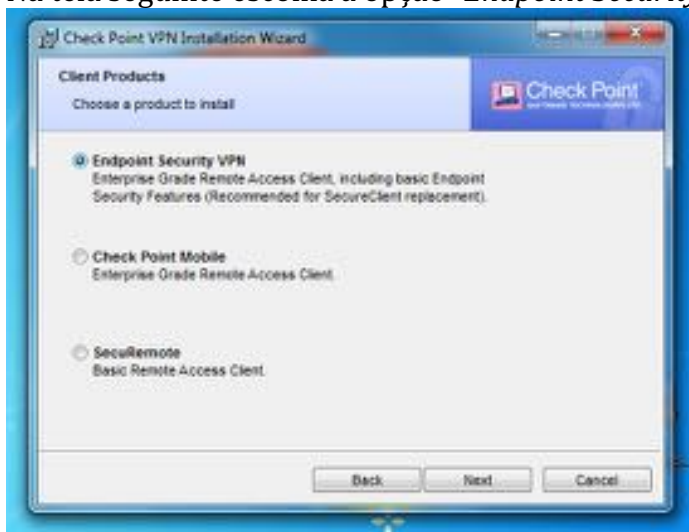 Na tela seguinte escolha a opção "Endpoint Security
Check Point VPN Installation Wizard
Client Products
Choose a product to install
Check Point
Endpoint Security VPN
Enterprise Grade Remote Access Client, including basic Endpoint
Security Features (Recommended for SecureClient replacement).
Check Point Mobile
Enterprise Grade Remote Access Client.
SecuRemote
Basic Remote Access Client.
Back
Next
Cancel